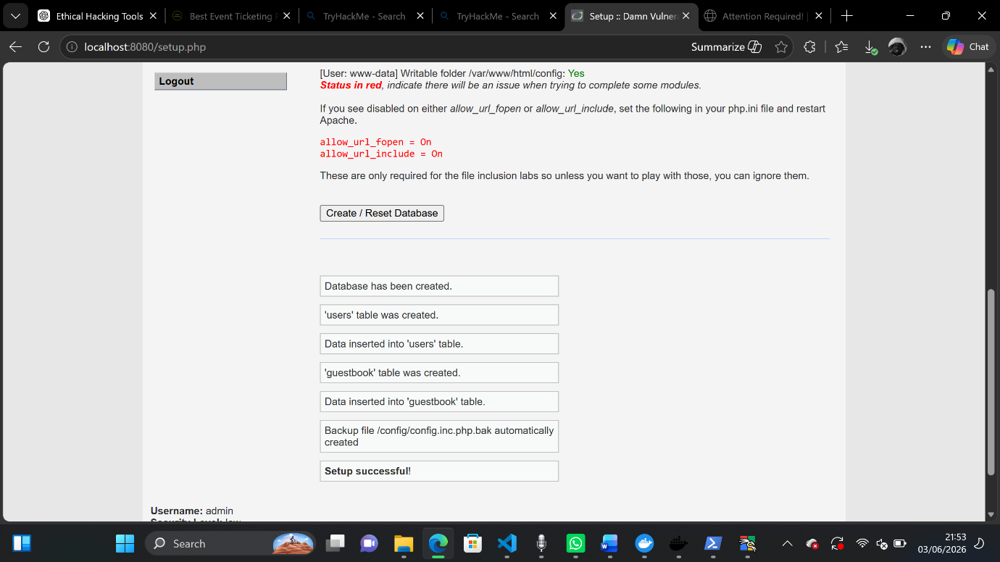 Ethical Hacking Tools
Best Event Ticketing
TryHackMe - Search
TryHackMe - Search
Setup :: Damn Vulner
Attention Required!
localhost:8080/setup.php
Summarize
Chat
Logout
[User: www-data] Writable folder /var/www/html/config: Yes
Status in red, indicate there will be an issue when trying to complete some modules.
If you see disabled on either allow_url_fopen or allow_url_include, set the following in your php.ini file and restart
Apache.
allow_url_fopen = On
allow_url_include = On
These are only required for the file inclusion labs so unless you want to play with those, you can ignore them.
Create / Reset Database
Database has been created.
'users' table was created.
Data inserted into 'users' table.
'guestbook' table was created.
Data inserted into 'guestbook' table.
Backup file /config/config.inc.php.bak automatically
created
Setup successful!
Username: admin
Security Level: low
Search
21:53
03/06/2026